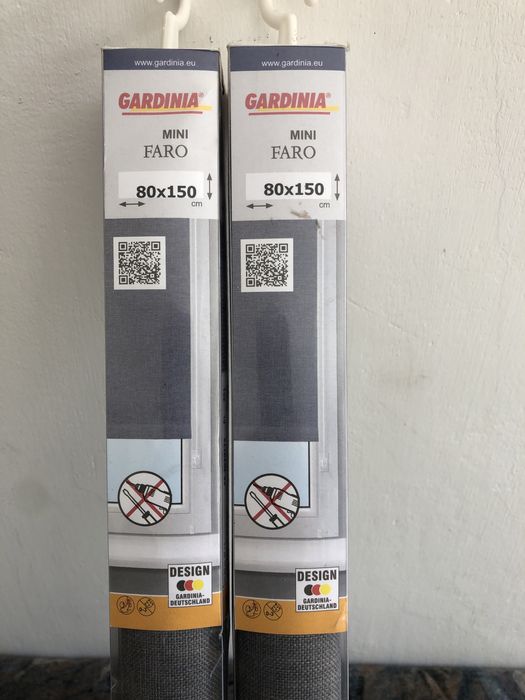 www.gardinia.eu
GARDINIA®
MINI
FARO
80x150
cm
DESIGN
GARDINIA-
DEUTSCHLAND
www.gardinia.eu
GARDINIA®
MINI
FARO
80x150
cm
DESIGN
GARDINIA-
DEUTSCHLAND